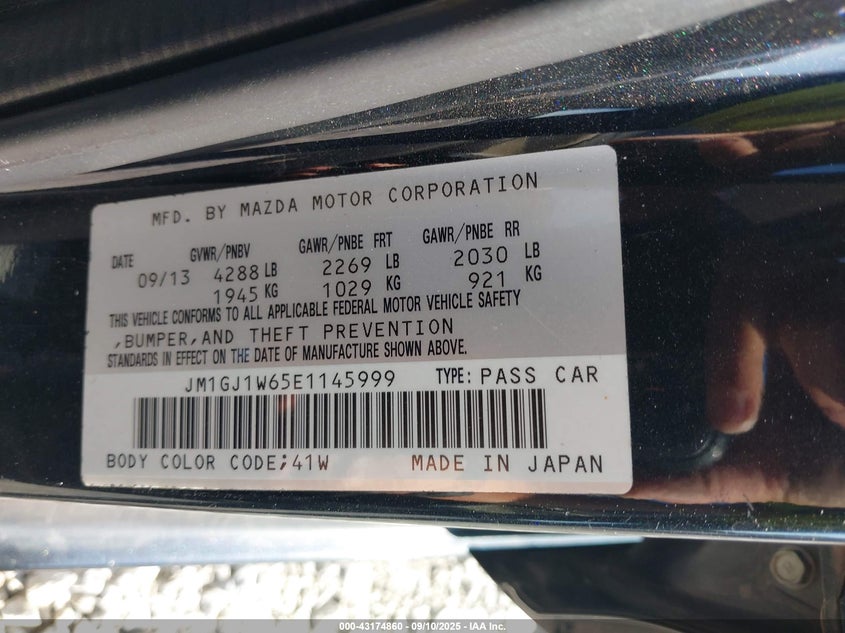 MFD. BY MAZDA MOTOR CORPORATION
DATE GVWR/PNBV GAWR/PNBE FRT GAWR/PNBE RR
09/13 4288 LB 2269 LB 2030 LB
1945 KG 1029 KG 921 KG
THIS VEHICLE CONFORMS TO ALL APPLICABLE FEDERAL MOTOR VEHICLE SAFETY
,BUMPER,AND THEFT PREVENTION
STANDARDS IN EFFECT ON THE DATE OF MANUFACTURE SHOWN ABOVE.
JM1GJ1W65E1145999 TYPE: PASS CAR
BODY COLOR CODE;41W MADE IN JAPAN
000-43174860 - 09/10/2025 - IAA Inc.